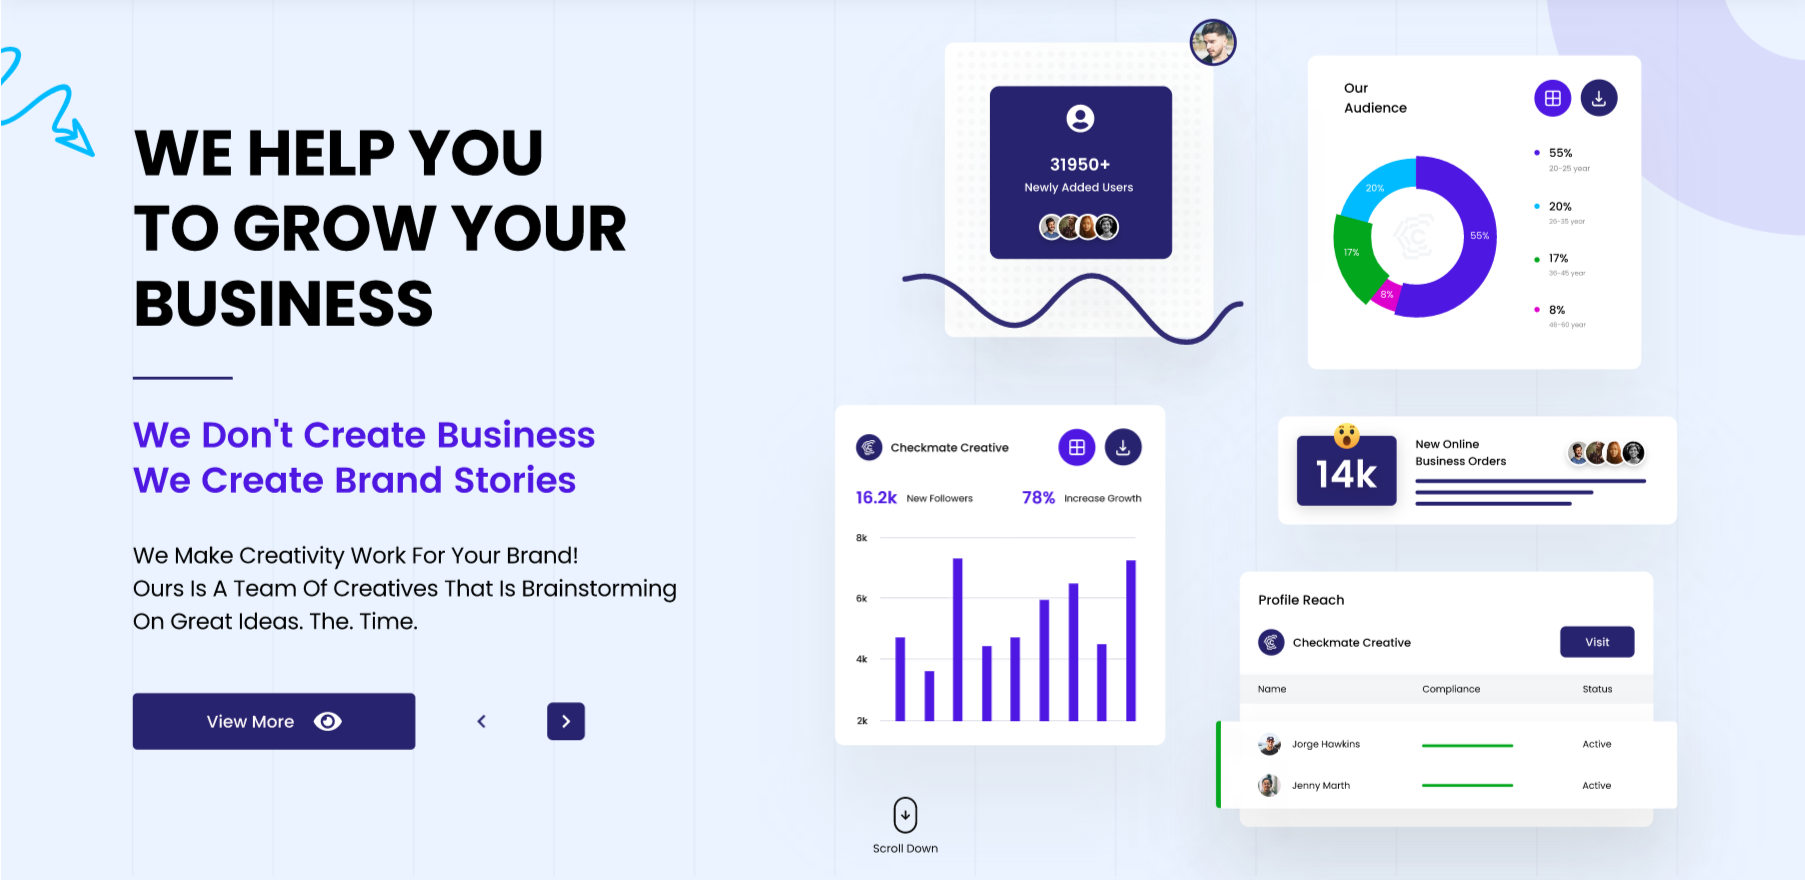 WE HELP YOU
TO GROW YOUR
BUSINESS
We Don't Create Business
We Create Brand Stories
We Make Creativity Work For Your Brand!
Ours Is A Team Of Creatives That Is Brainstorming
On Great Ideas. The. Time.
View More
31950+
Newly Added Users
Our
Audience
55%
20-25 year
20%
26-35 year
17%
36-45 year
8%
46-60 year
20%
55%
17%
8%
Checkmate Creative
16.2k New Followers
78% Increase Growth
8k
6k
4k
2k
14k
New Online
Business Orders
Profile Reach
Checkmate Creative
Visit
Name Compliance Status
Jorge Hawkins Active
Jenny Marth Active
Scroll Down